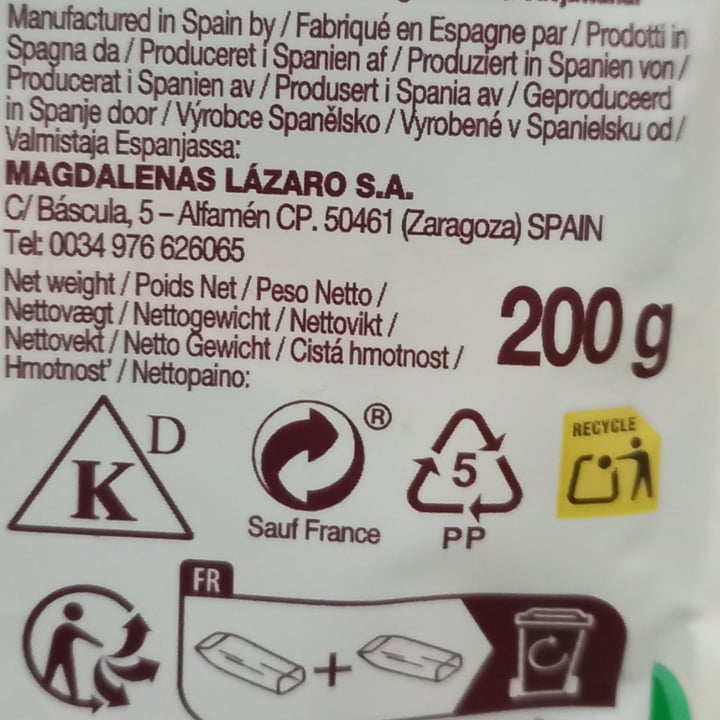 Manufactured in Spain by / Fabriqué en Espagne par / Prodotti in
Spagna da / Produceret i Spanien af / Produziert in Spanien von /
Producerat i Spanien av / Produsert i Spania av / Geproduceerd
in Spanje door / Výrobce Spanělsko / Vyrobené v Spanielsku od /
Valmistaja Espanjassa:
MAGDALENAS LÁZARO S.A.
C/ Báscula, 5 – Alfamén CP. 50461 (Zaragoza) SPAIN
Tel: 0034 976 626065
Net weight / Poids Net / Peso Netto /
Nettovægt / Nettogewicht / Nettovikt /
Nettovekt / Netto Gewicht / Cistá hmotnost /
Hmotnost' / Nettopaino:
200 g
K D
®
Sauf France
5
PP
RECYCLE
FR
+